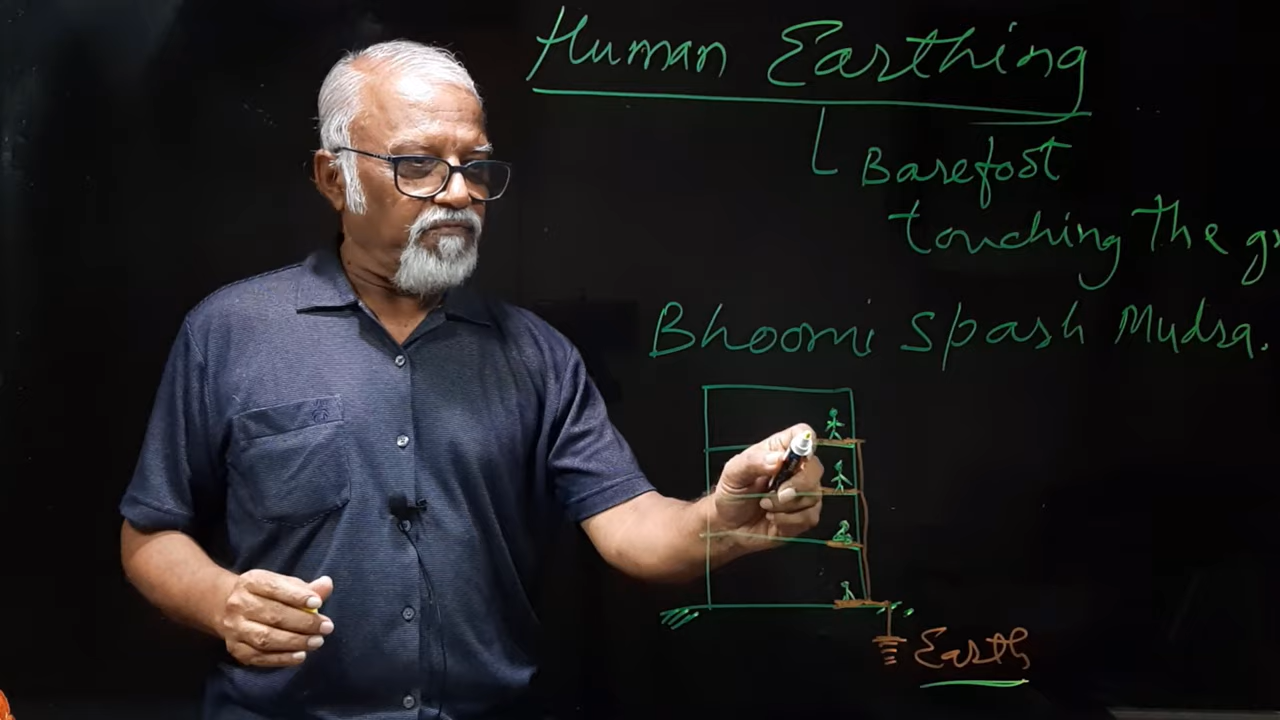 Human Earthing
Barefoot
touching The
Bhoomi Spash Mudra.
Earth